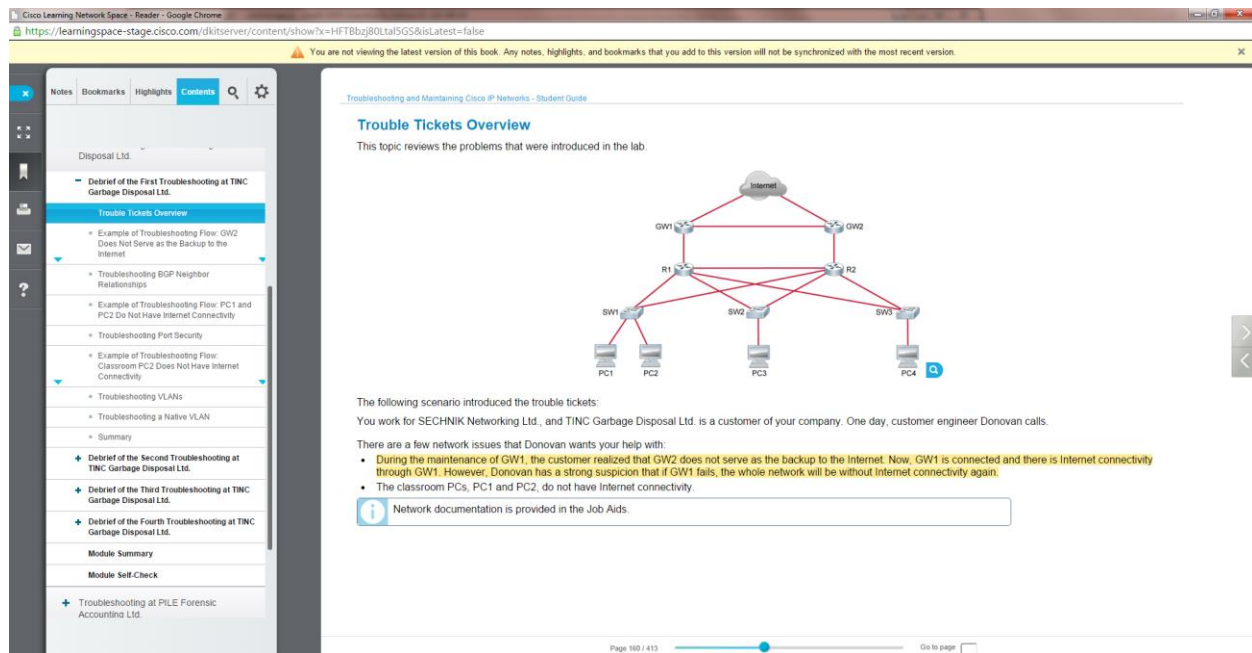 Cisco Learning Network Space - Reader - Google Chrome
https://learningspace-stage.cisco.com/dkitserver/content/show?x=HFTBbzj80LtaI5GS&isLatest=false
You are not viewing the latest version of this book. Any notes, highlights, and bookmarks that you add to this version will not be synchronized with the most recent version.
Notes Bookmarks Highlights Contents
Disposal Ltd.
Debrief of the First Troubleshooting at TINC
Garbage Disposal Ltd.
Trouble Tickets Overview
Example of Troubleshooting Flow: GW2
Does Not Serve as the Backup to the
Internet
Troubleshooting BGP Neighbor
Relationships
Example of Troubleshooting Flow: PC1 and
PC2 Do Not Have Internet Connectivity
Troubleshooting Port Security
Example of Troubleshooting Flow:
Classroom PC2 Does Not Have Internet
Connectivity
Troubleshooting VLANs
Troubleshooting a Native VLAN
Summary
Debrief of the Second Troubleshooting at
TINC Garbage Disposal Ltd.
Debrief of the Third Troubleshooting at TINC
Garbage Disposal Ltd.
Debrief of the Fourth Troubleshooting at TINC
Garbage Disposal Ltd.
Module Summary
Module Self-Check
Troubleshooting at PILE Forensic
Accounting Ltd.
Troubleshooting and Maintaining Cisco IP Networks - Student Guide
Trouble Tickets Overview
This topic reviews the problems that were introduced in the lab.
Internet
GW1 GW2
R1 R2
SW1 SW2 SW3
PC1 PC2 PC3 PC4
The following scenario introduced the trouble tickets:
You work for SECHNIK Networking Ltd., and TINC Garbage Disposal Ltd. is a customer of your company. One day, customer engineer Donovan calls.
There are a few network issues that Donovan wants your help with:
• During the maintenance of GW1, the customer realized that GW2 does not serve as the backup to the Internet. Now, GW1 is connected and there is Internet connectivity
through GW1. However, Donovan has a strong suspicion that if GW1 fails, the whole network will be without Internet connectivity again.
• The classroom PCs, PC1 and PC2, do not have Internet connectivity.
Network documentation is provided in the Job Aids.
Page 160 / 413 Go to page